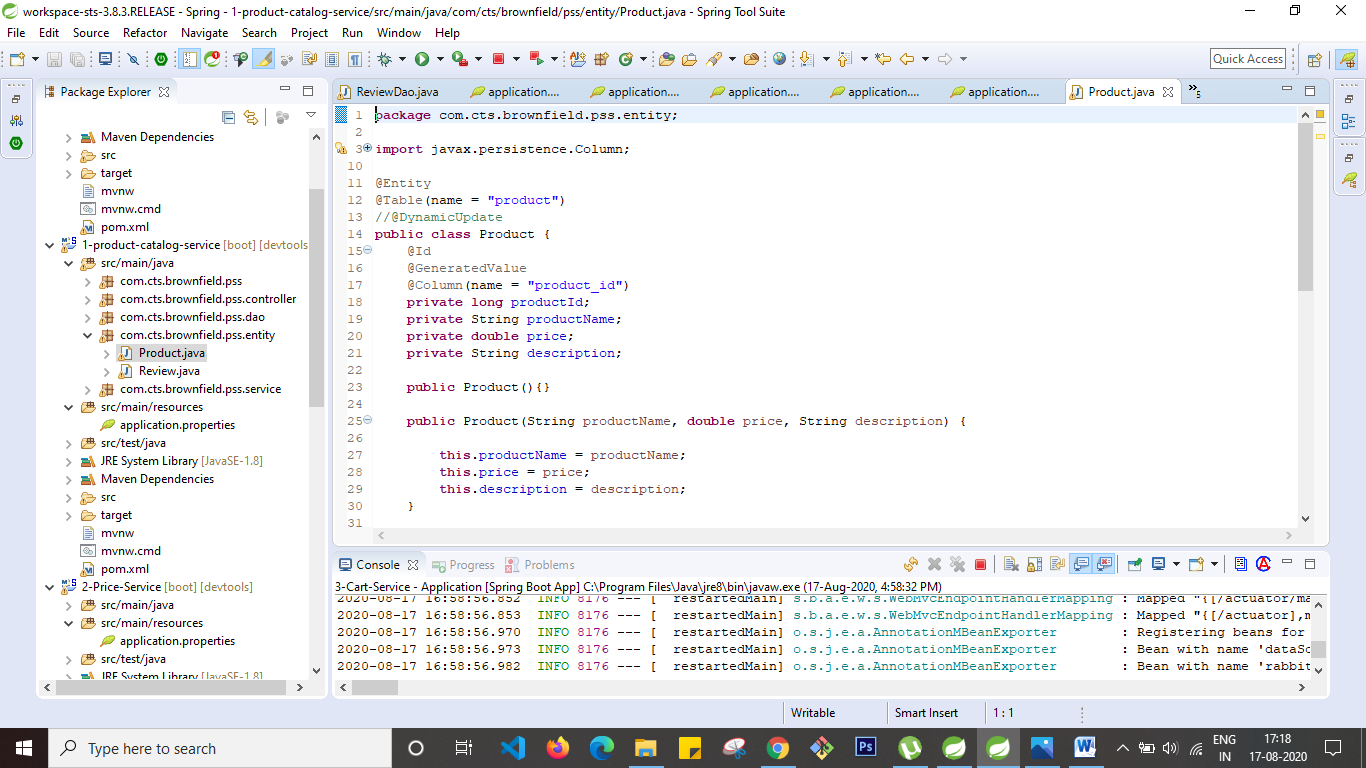 workspace-sts-3.8.3.RELEASE - Spring - 1-product-catalog-service/src/main/java/com/cts/brownfield/pss/entity/Product.java - Spring Tool Suite
File Edit Source Refactor Navigate Search Project Run Window Help
Quick Access
Package Explorer
Maven Dependencies
src
target
mvnw
mvnw.cmd
pom.xml
1-product-catalog-service [boot] [devtools
src/main/java
com.cts.brownfield.pss
com.cts.brownfield.pss.controller
com.cts.brownfield.pss.dao
com.cts.brownfield.pss.entity
Product.java
Review.java
com.cts.brownfield.pss.service
src/main/resources
application.properties
src/test/java
JRE System Library [JavaSE-1.8]
Maven Dependencies
src
target
mvnw
mvnw.cmd
pom.xml
2-Price-Service [boot] [devtools]
src/main/java
src/main/resources
application.properties
src/test/java
JRE System Library [JavaSE-1.8]
ReviewDao.java application.... application.... application.... application.... application.... Product.java »5
1 package com.cts.brownfield.pss.entity;
2
3 import javax.persistence.Column;
10
11 @Entity
12 @Table(name = "product")
13 //@DynamicUpdate
14 public class Product {
15 @Id
16 @GeneratedValue
17 @Column(name = "product_id")
18 private long productId;
19 private String productName;
20 private double price;
21 private String description;
22
23 public Product(){}
24
25 public Product(String productName, double price, String description) {
26
27 this.productName = productName;
28 this.price = price;
29 this.description = description;
30 }
31
Console Progress Problems
3-Cart-Service - Application [Spring Boot App] C:\Program Files\Java\jre8\bin\javaw.exe (17-Aug-2020, 4:58:32 PM)
2020-08-17 16:58:56.852 INFO 8176 --- [ restartedMain] s.b.a.e.w.s.WebMvcEndpointHandlerMapping : Mapped "{[/actuator/ma
2020-08-17 16:58:56.853 INFO 8176 --- [ restartedMain] s.b.a.e.w.s.WebMvcEndpointHandlerMapping : Mapped "{[/actuator],m
2020-08-17 16:58:56.970 INFO 8176 --- [ restartedMain] o.s.j.e.a.AnnotationMBeanExporter : Registering beans for
2020-08-17 16:58:56.973 INFO 8176 --- [ restartedMain] o.s.j.e.a.AnnotationMBeanExporter : Bean with name 'dataSo
2020-08-17 16:58:56.982 INFO 8176 --- [ restartedMain] o.s.j.e.a.AnnotationMBeanExporter : Bean with name 'rabbit
Writable Smart Insert 1 : 1
Type here to search
Ps
ENG 17:18
IN 17-08-2020